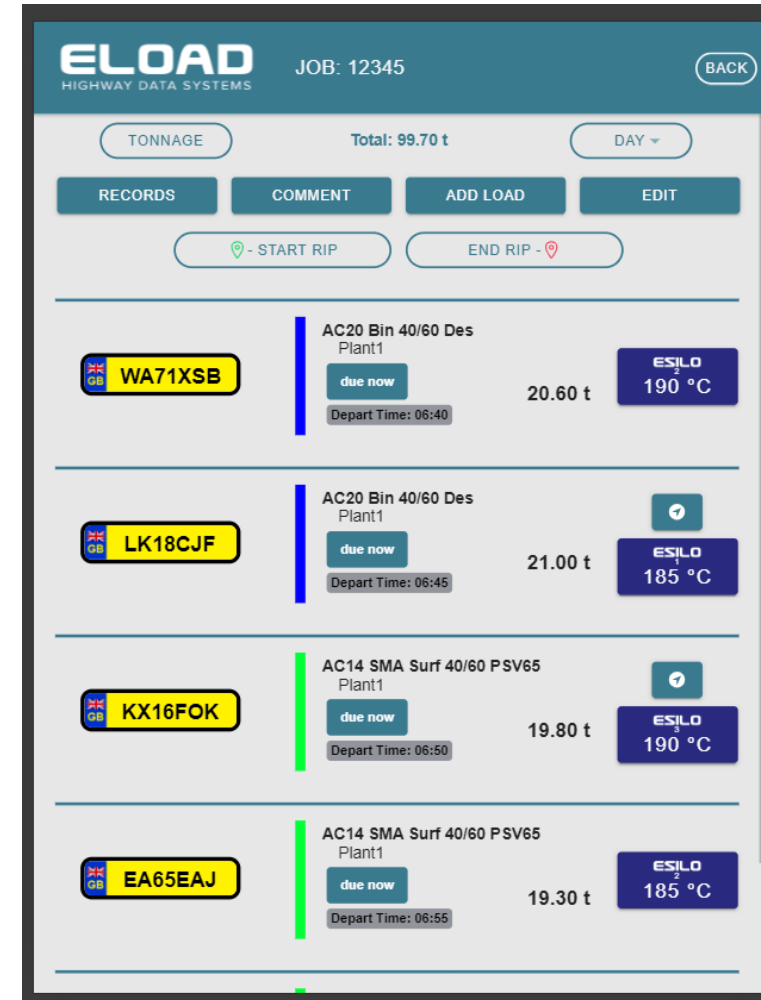 ELOAD
HIGHWAY DATA SYSTEMS
JOB: 12345
BACK
TONNAGE
Total: 99.70 t
DAY
RECORDS
COMMENT
ADD LOAD
EDIT
- START RIP
END RIP -
GB
WA71XSB
AC20 Bin 40/60 Des
Plant1
due now
Depart Time: 06:40
20.60 t
ESILO
2
190 °C
GB
LK18CJF
AC20 Bin 40/60 Des
Plant1
due now
Depart Time: 06:45
21.00 t
ESILO
1
185 °C
GB
KX16FOK
AC14 SMA Surf 40/60 PSV65
Plant1
due now
Depart Time: 06:50
19.80 t
ESILO
3
190 °C
GB
EA65EAJ
AC14 SMA Surf 40/60 PSV65
Plant1
due now
Depart Time: 06:55
19.30 t
ESILO
2
185 °C